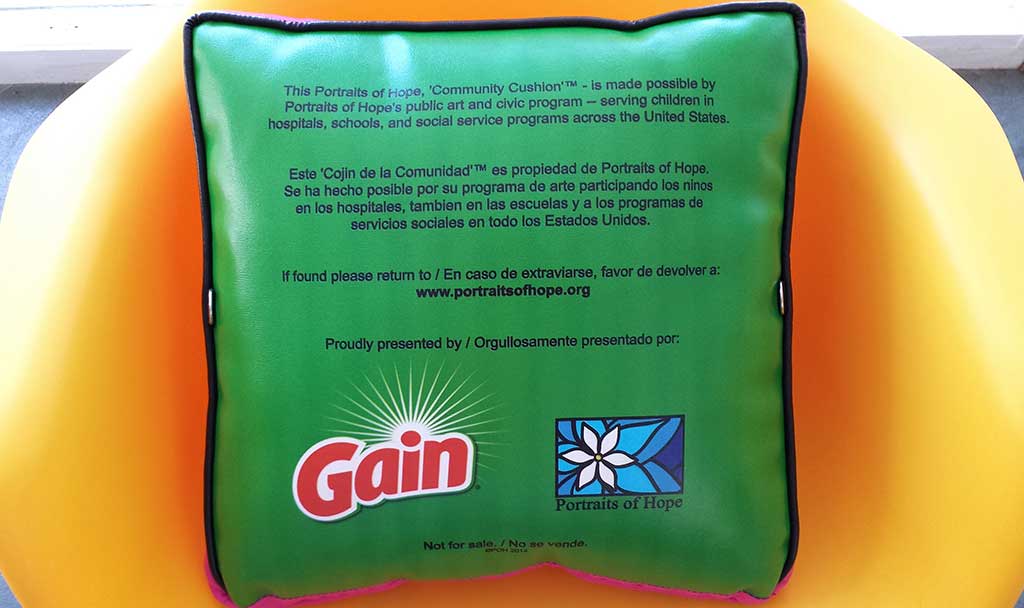 This Portraits of Hope, 'Community Cushion'™ - is made possible by
Portraits of Hope's public art and civic program – serving children in
hospitals, schools, and social service programs across the United States.
Este 'Cojin de la Comunidad'™ es propiedad de Portraits of Hope.
Se ha hecho posible por su programa de arte participando los ninos
en los hospitales, tambien en las escuelas y a los programas de
servicios sociales en todo los Estados Unidos.
If found please return to / En caso de extraviarse, favor de devolver a:
www.portraitsofhope.org
Proudly presented by / Orgullosamente presentado por:
Gain
Portraits of Hope
Not for sale. / No se vende.
©POH 2014